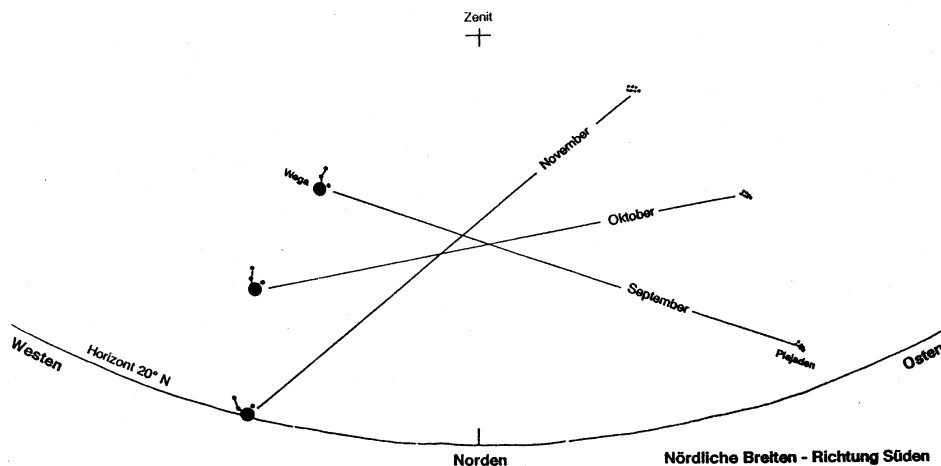 Zenit
November
Wega
Oktober
September
Plejaden
Westen
Horizont 20° N
Osten
Norden
Nördliche Breiten - Richtung Süden